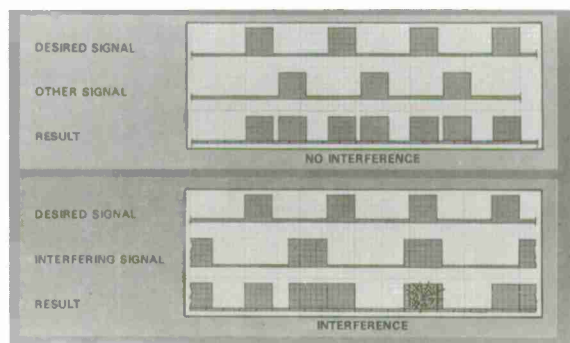 DESIRED SIGNAL
OTHER SIGNAL
RESULT
NO INTERFERENCE
DESIRED SIGNAL
INTERFERING SIGNAL
RESULT
INTERFERENCE